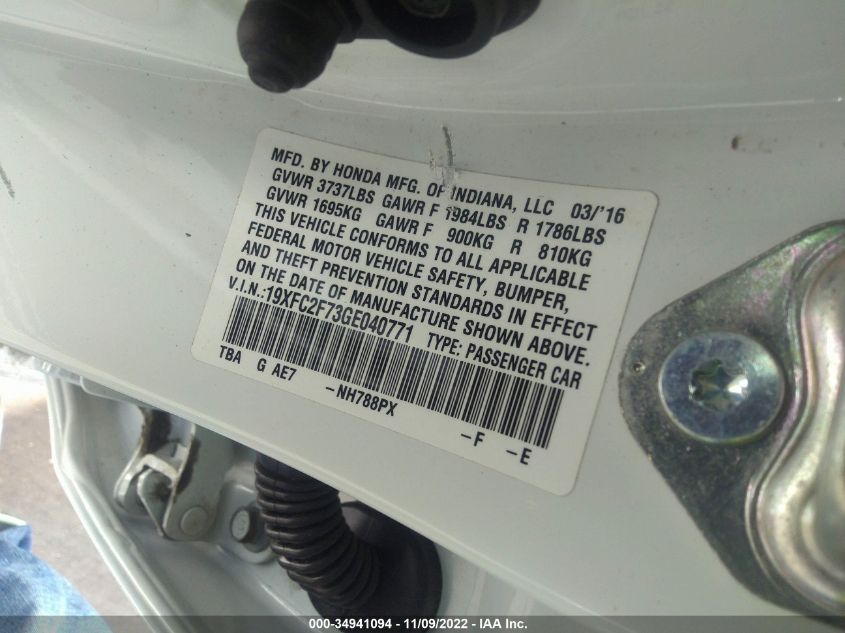 MFD. BY HONDA MFG. OF INDIANA, LLC 03/'16
GVWR 3737LBS GAWR F 1984LBS R 1786LBS
GVWR 1695KG GAWR F 900KG R 810KG
THIS VEHICLE CONFORMS TO ALL APPLICABLE
FEDERAL MOTOR VEHICLE SAFETY, BUMPER,
AND THEFT PREVENTION STANDARDS IN EFFECT
ON THE DATE OF MANUFACTURE SHOWN ABOVE.
V.I.N.:19XFC2F73GE040771 TYPE: PASSENGER CAR
TBA G AE7 –NH788PX –F –E
000-34941094 - 11/09/2022 - IAA Inc.